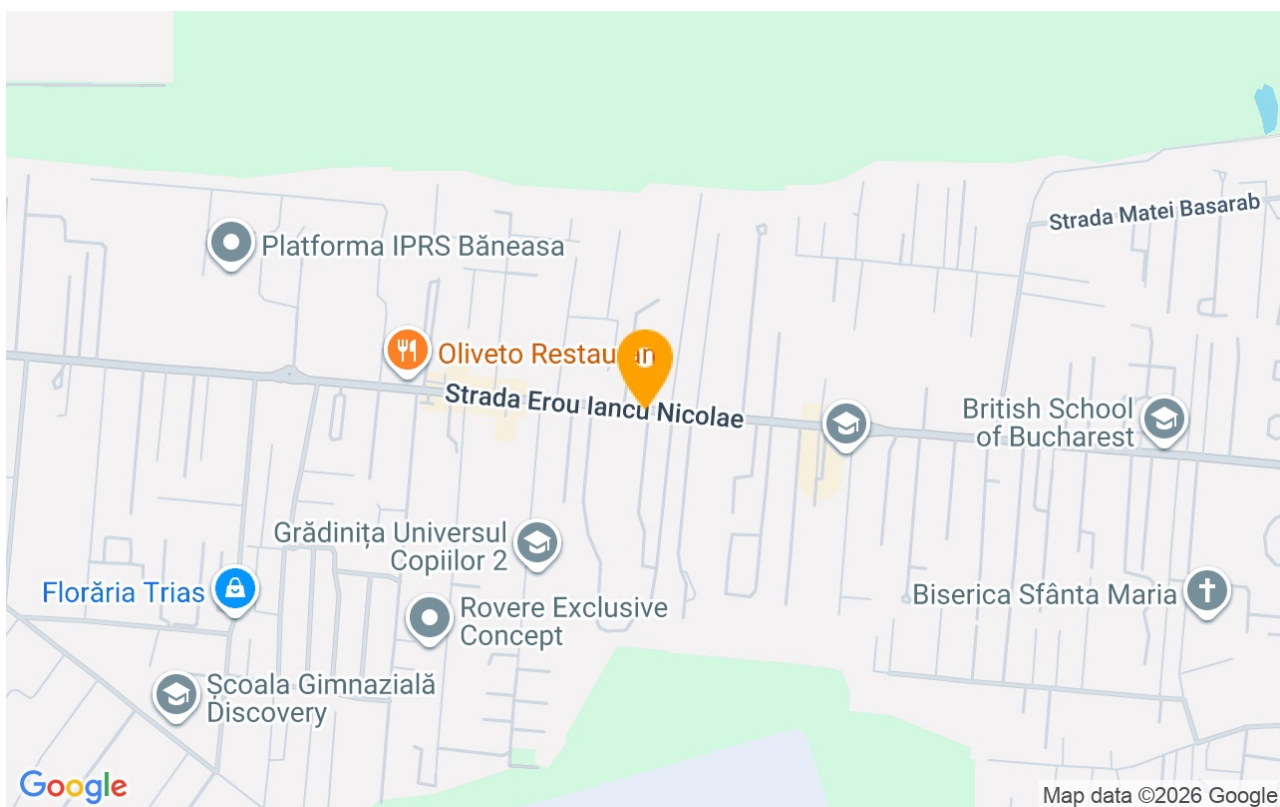 Strada Matei Basarab
Platforma IPRS Băneasa
Oliveto Restauran
Strada Erou Iancu Nicolae
British School
of Bucharest
Grădinița Universul
Copiilor 2
Florăria Trias
Biserica Sfânta Maria
Rovere Exclusive
Concept
Școala Gimnazială
Discovery
Google
Map data ©2026 Google